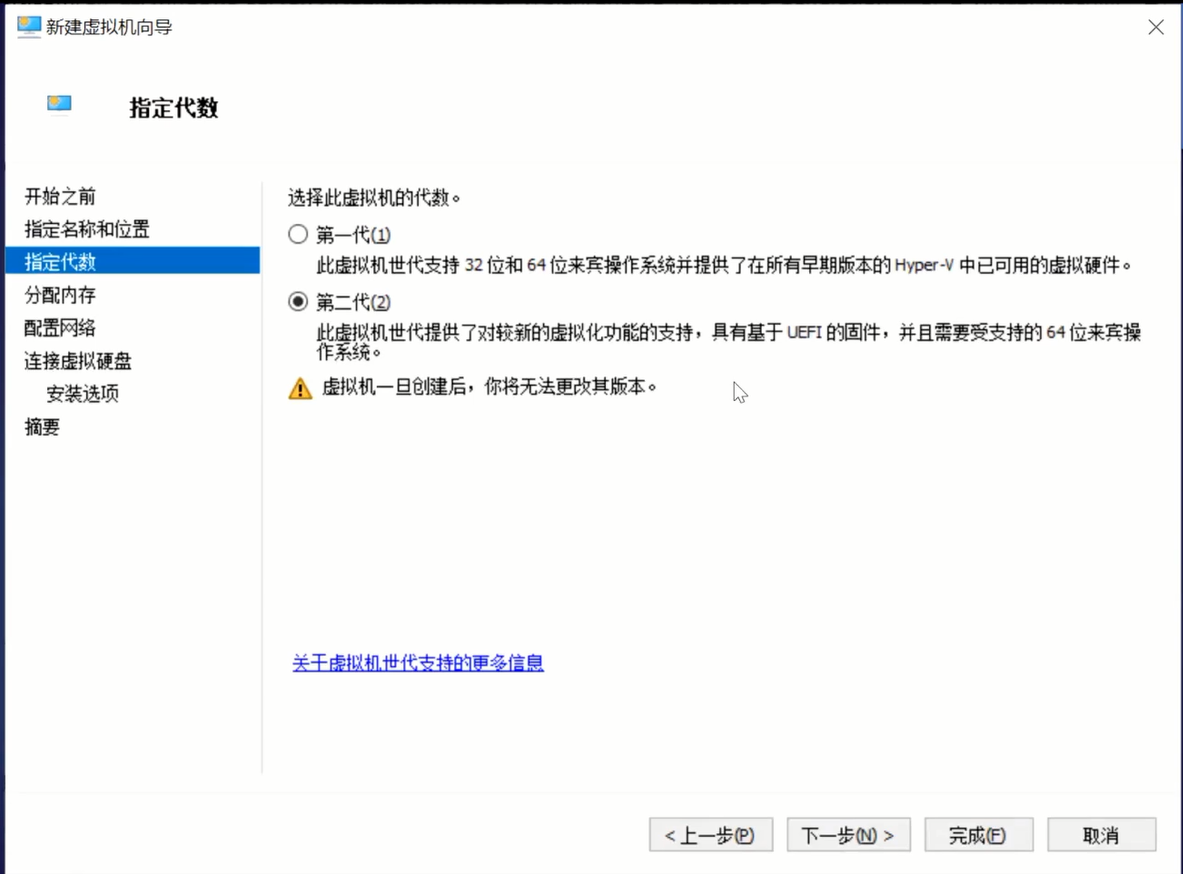 新建虚拟机向导
指定代数
开始之前
指定名称和位置
指定代数
分配内存
配置网络
连接虚拟硬盘
安装选项
摘要
选择此虚拟机的代数。
第一代(1)
此虚拟机世代支持 32 位和 64 位来宾操作系统并提供了在所有早期版本的 Hyper-V 中已可用的虚拟硬件。
第二代(2)
此虚拟机世代提供了对较新的虚拟化功能的支持，具有基于 UEFI 的固件，并且需要受支持的 64 位来宾操
作系统。
虚拟机一旦创建后，你将无法更改其版本。
关于虚拟机世代支持的更多信息
< 上一步(P)
下一步(N) >
完成(F)
取消